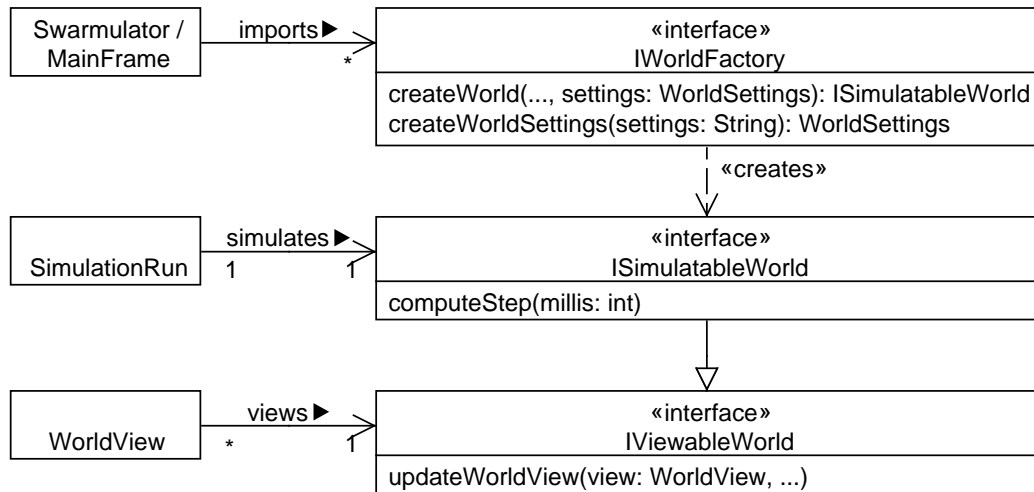 Swarmulator /
MainFrame
imports▶
*
«interface»
IWorldFactory
createWorld(..., settings: WorldSettings): ISimulatableWorld
createWorldSettings(settings: String): WorldSettings
«creates»
SimulationRun
simulates▶
1 1
«interface»
ISimulatableWorld
computeStep(millis: int)
WorldView
views▶
* 1
«interface»
IViewableWorld
updateWorldView(view: WorldView, ...)